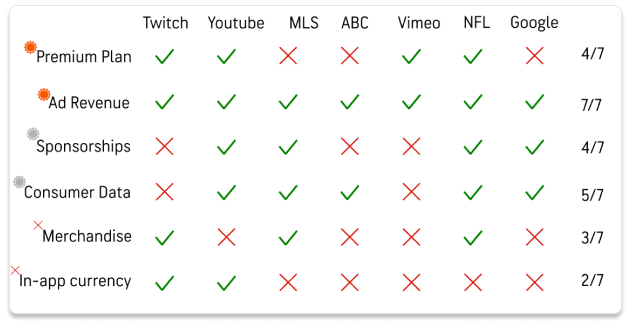 Twitch Youtube MLS ABC Vimeo NFL Google
Premium Plan 4/7
Ad Revenue 7/7
Sponsorships 4/7
Consumer Data 5/7
Merchandise 3/7
In-app currency 2/7